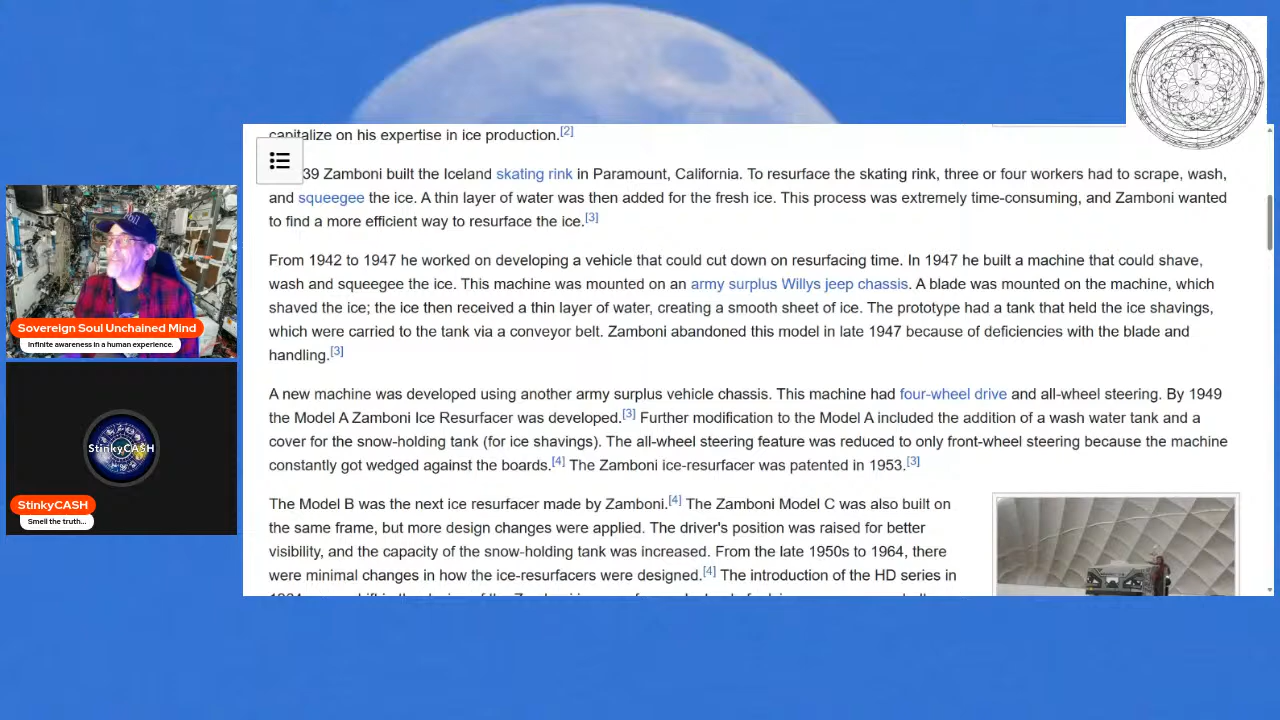 capitalize on his expertise in ice production.[2]
39 Zamboni built the Iceland skating rink in Paramount, California. To resurface the skating rink, three or four workers had to scrape, wash,
and squeegee the ice. A thin layer of water was then added for the fresh ice. This process was extremely time-consuming, and Zamboni wanted
to find a more efficient way to resurface the ice.[3]
From 1942 to 1947 he worked on developing a vehicle that could cut down on resurfacing time. In 1947 he built a machine that could shave,
wash and squeegee the ice. This machine was mounted on an army surplus Willys jeep chassis. A blade was mounted on the machine, which
shaved the ice; the ice then received a thin layer of water, creating a smooth sheet of ice. The prototype had a tank that held the ice shavings,
which were carried to the tank via a conveyor belt. Zamboni abandoned this model in late 1947 because of deficiencies with the blade and
handling.[3]
A new machine was developed using another army surplus vehicle chassis. This machine had four-wheel drive and all-wheel steering. By 1949
the Model A Zamboni Ice Resurfacer was developed.[3] Further modification to the Model A included the addition of a wash water tank and a
cover for the snow-holding tank (for ice shavings). The all-wheel steering feature was reduced to only front-wheel steering because the machine
constantly got wedged against the boards.[4] The Zamboni ice-resurfacer was patented in 1953.[3]
The Model B was the next ice resurfacer made by Zamboni.[4] The Zamboni Model C was also built on
the same frame, but more design changes were applied. The driver's position was raised for better
visibility, and the capacity of the snow-holding tank was increased. From the late 1950s to 1964, there
were minimal changes in how the ice-resurfacers were designed.[4] The introduction of the HD series in
Sovereign Soul Unchained Mind
Infinite awareness in a human experience.
StinkyCASH
StinkyCASH
Smell the truth...